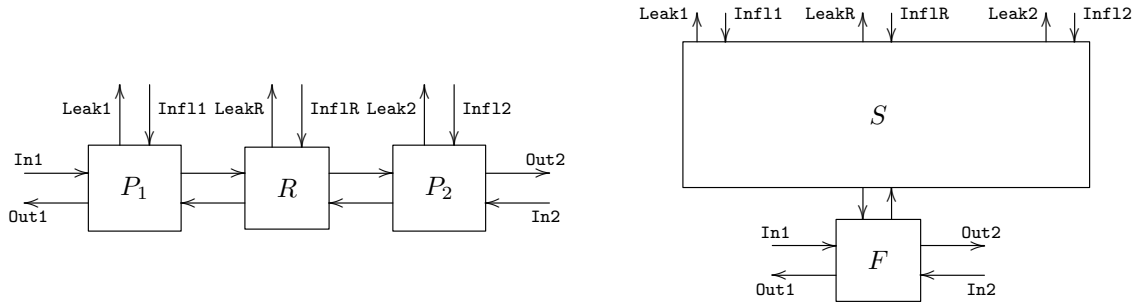 Leak1 Infl1 LeakR InflR Leak2 Infl2
In1 Out2
P1 R P2
Out1 In2
Leak1 Infl1 LeakR InflR Leak2 Infl2
S
In1 Out2
F
Out1 In2